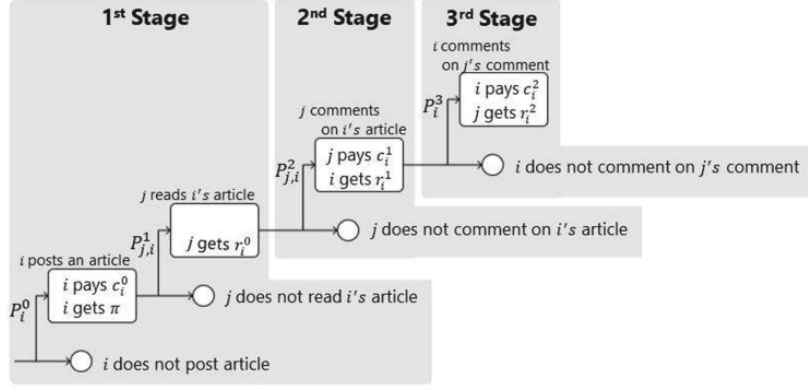 1st Stage
2nd Stage
3rd Stage
i comments
on j's comment
P_i^3
i pays c_i^2
j gets r_i^2
j comments
on i's article
P_{j,i}^2
j pays c_i^1
i gets r_i^1
i does not comment on j's comment
j reads i's article
P_{j,i}^1
j gets r_i^0
j does not comment on i's article
i posts an article
P_i^0
i pays c_i^0
i gets π
j does not read i's article
i does not post article